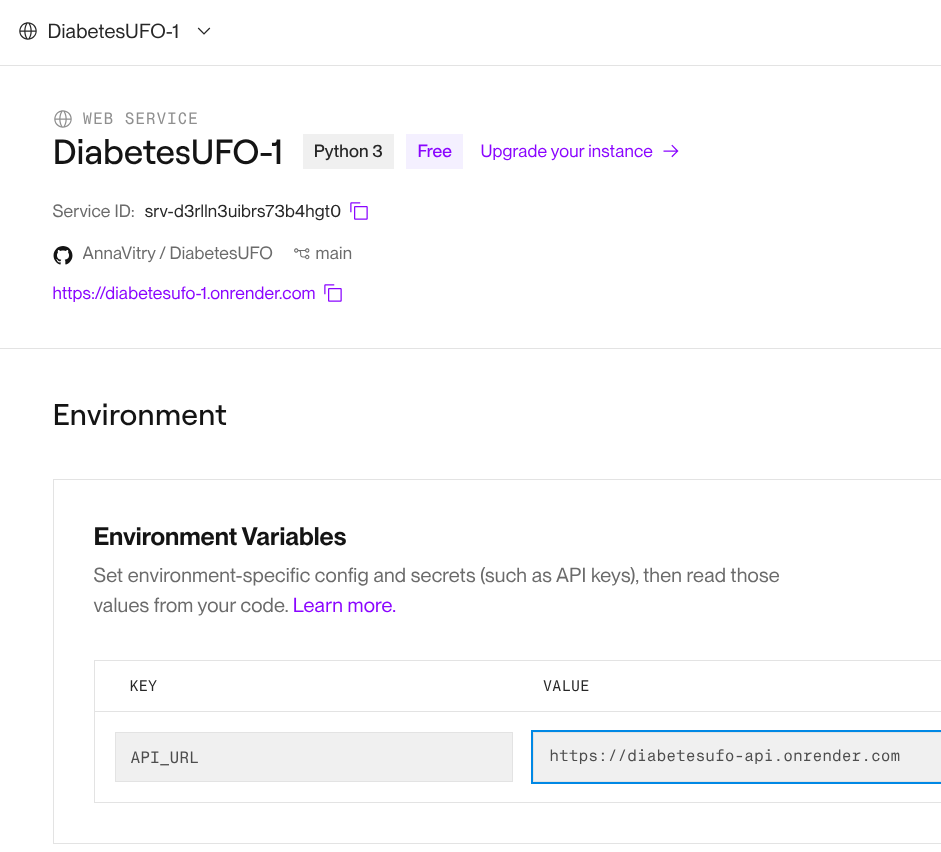 DiabetesUFO-1
WEB SERVICE
DiabetesUFO-1 Python 3 Free Upgrade your instance →
Service ID: srv-d3rlln3uibrs73b4hgt0
AnnaVitry / DiabetesUFO main
https://diabetesufo-1.onrender.com
Environment
Environment Variables
Set environment-specific config and secrets (such as API keys), then read those
values from your code. Learn more.
KEY VALUE
API_URL https://diabetesufo-api.onrender.com